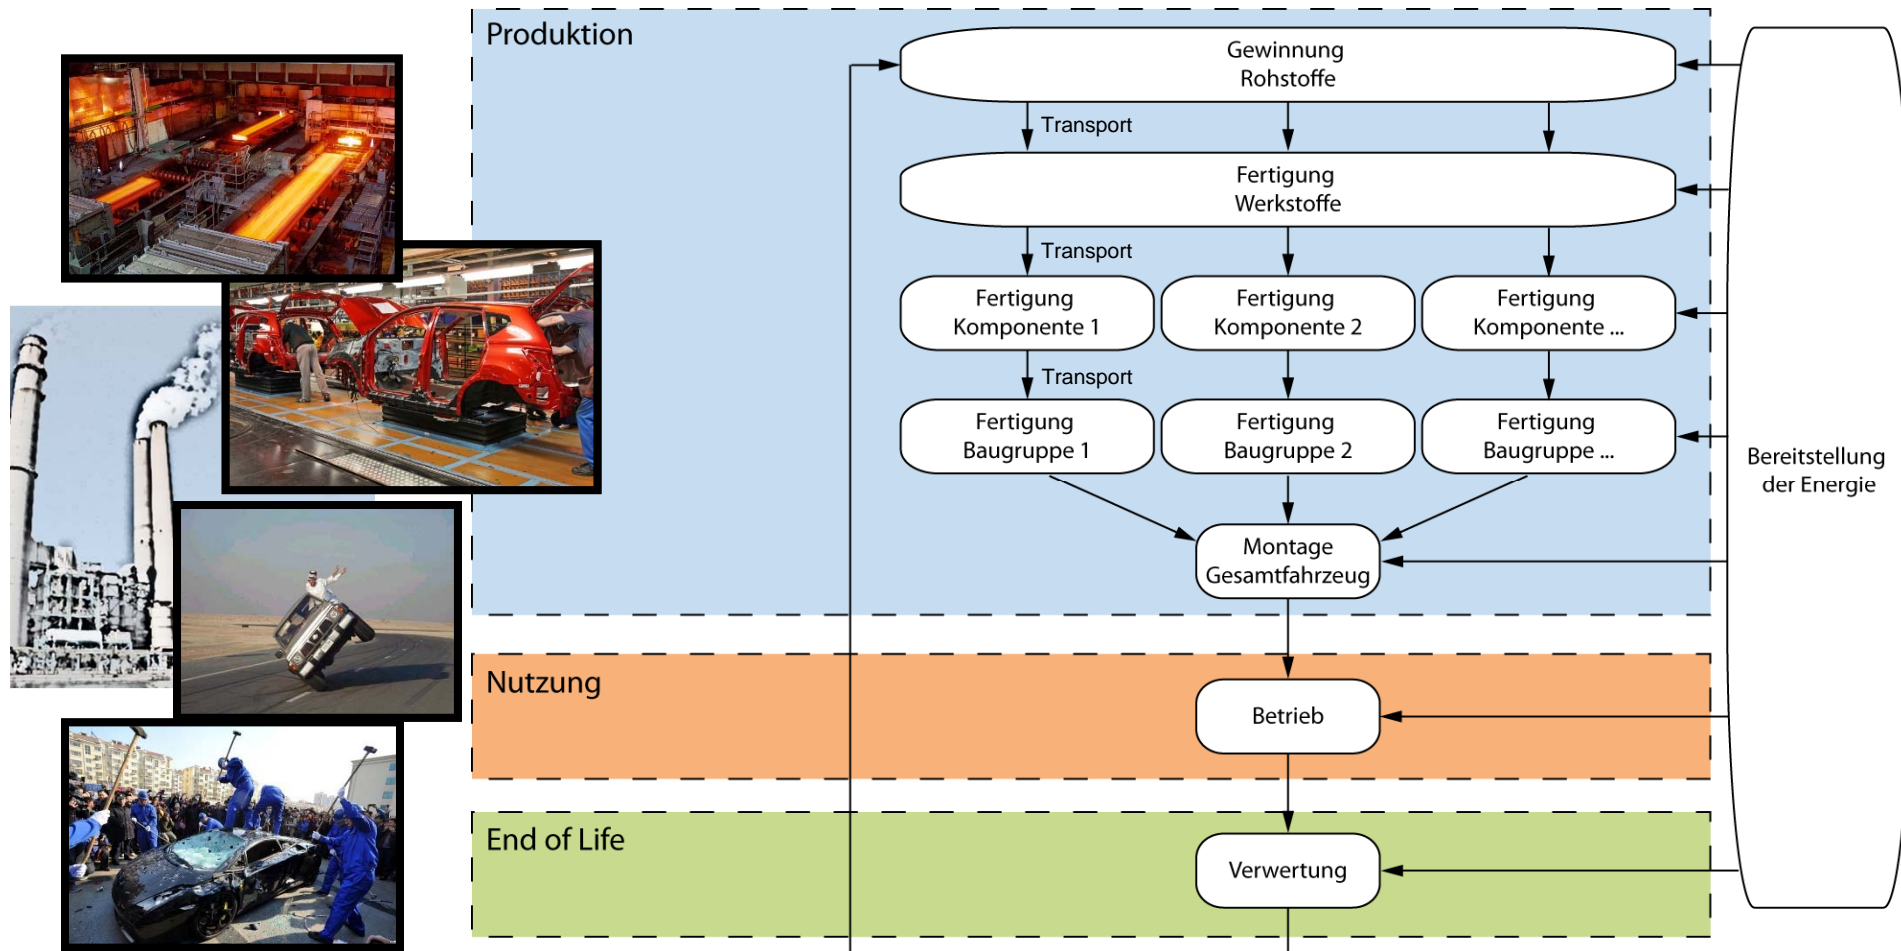 Produktion
Gewinnung
Rohstoffe
Transport
Fertigung
Werkstoffe
Transport
Fertigung
Komponente 1
Fertigung
Komponente 2
Fertigung
Komponente ...
Transport
Fertigung
Baugruppe 1
Fertigung
Baugruppe 2
Fertigung
Baugruppe ...
Montage
Gesamtfahrzeug
Bereitstellung
der Energie
Nutzung
Betrieb
End of Life
Verwertung